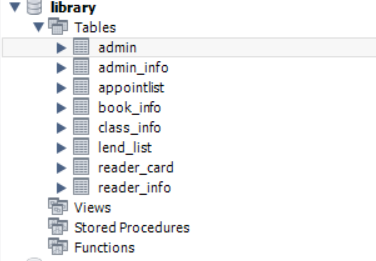 library
Tables
admin
admin_info
appointlist
book_info
class_info
lend_list
reader_card
reader_info
Views
Stored Procedures
Functions